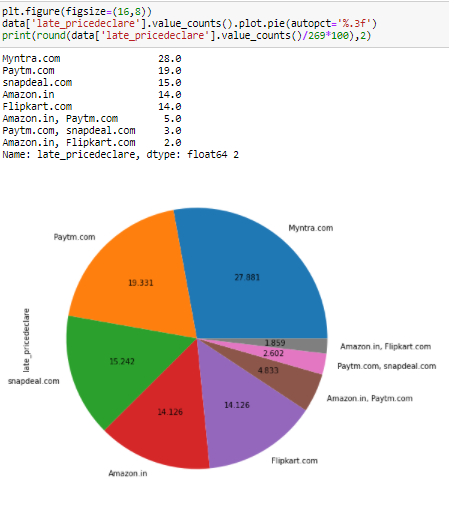 plt.figure(figsize=(16,8))
data['late_pricedeclare'].value_counts().plot.pie(autopct='%.3f')
print(round(data['late_pricedeclare'].value_counts()/269*100),2)
Myntra.com 28.0
Paytm.com 19.0
snapdeal.com 15.0
Amazon.in 14.0
Flipkart.com 14.0
Amazon.in, Paytm.com 5.0
Paytm.com, snapdeal.com 3.0
Amazon.in, Flipkart.com 2.0
Name: late_pricedeclare, dtype: float64 2
Myntra.com
Paytm.com
27.881
19.331
late_pricedeclare
1.859
Amazon.in, Flipkart.com
2.602
Paytm.com, snapdeal.com
15.242
4.833
snapdeal.com
Amazon.in, Paytm.com
14.126
14.126
Flipkart.com
Amazon.in